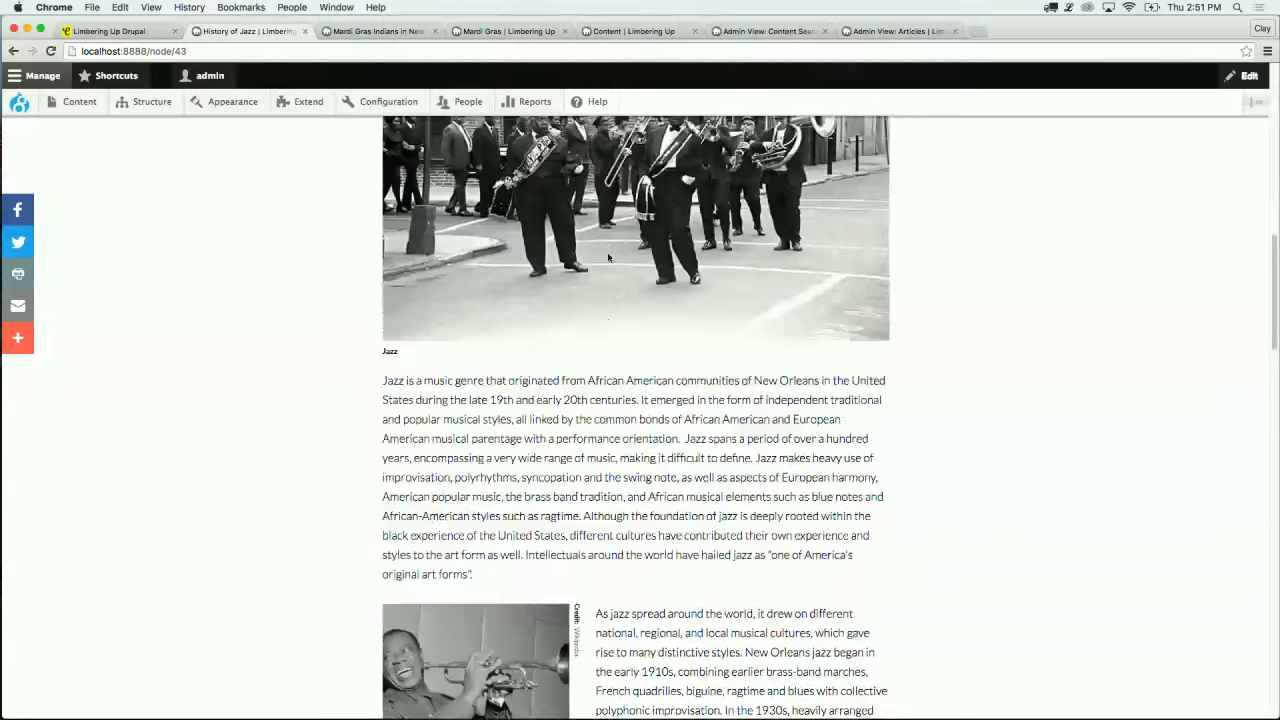 Chrome File Edit View History Bookmarks People Window Help Thu 2:51 PM
Limbering Up Drupal History of Jazz | Limbering Mardi Gras Indians in New Mardi Gras | Limbering Up Content | Limbering Up Admin View: Content Sear Admin View: Articles | Lim Clay
localhost:8888/node/43
Manage Shortcuts admin Edit
Content Structure Appearance Extend Configuration People Reports Help
Jazz
Jazz is a music genre that originated from African American communities of New Orleans in the United
States during the late 19th and early 20th centuries. It emerged in the form of independent traditional
and popular musical styles, all linked by the common bonds of African American and European
American musical parentage with a performance orientation. Jazz spans a period of over a hundred
years, encompassing a very wide range of music, making it difficult to define. Jazz makes heavy use of
improvisation, polyrhythms, syncopation and the swing note, as well as aspects of European harmony,
American popular music, the brass band tradition, and African musical elements such as blue notes and
African-American styles such as ragtime. Although the foundation of jazz is deeply rooted within the
black experience of the United States, different cultures have contributed their own experience and
styles to the art form as well. Intellectuals around the world have hailed jazz as "one of America's
original art forms".
Credit: Wikipedia
As jazz spread around the world, it drew on different
national, regional, and local musical cultures, which gave
rise to many distinctive styles. New Orleans jazz began in
the early 1910s, combining earlier brass-band marches,
French quadrilles, biguine, ragtime and blues with collective
polyphonic improvisation. In the 1930s, heavily arranged